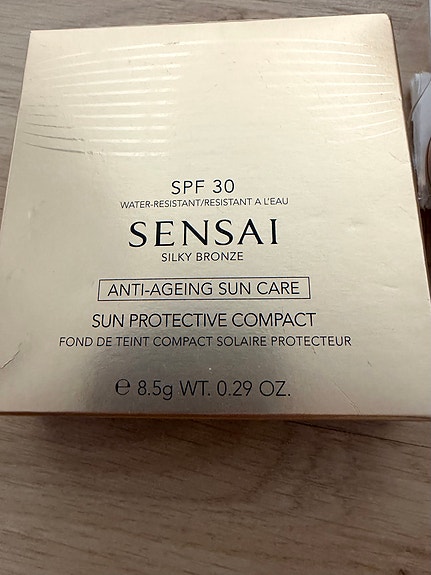 SPF 30
WATER-RESISTANT/RESISTANT A L'EAU
SENSAI
SILKY BRONZE
ANTI-AGEING SUN CARE
SUN PROTECTIVE COMPACT
FOND DE TEINT COMPACT SOLAIRE PROTECTEUR
℮ 8.5g WT. 0.29 OZ.